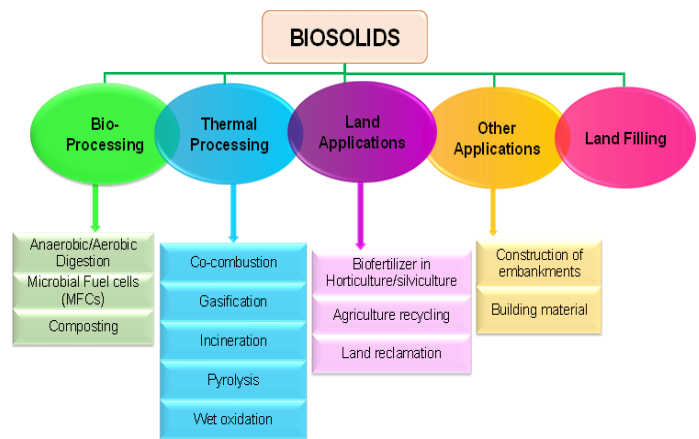 BIOSOLIDS
Bio-
Processing
Thermal
Processing
Land
Applications
Other
Applications
Land Filling
Anaerobic/Aerobic
Digestion
Microbial Fuel cells
(MFCs)
Composting
Co-combustion
Gasification
Incineration
Pyrolysis
Wet oxidation
Biofertilizer in
Horticulture/silviculture
Agriculture recycling
Land reclamation
Construction of
embankments
Building material